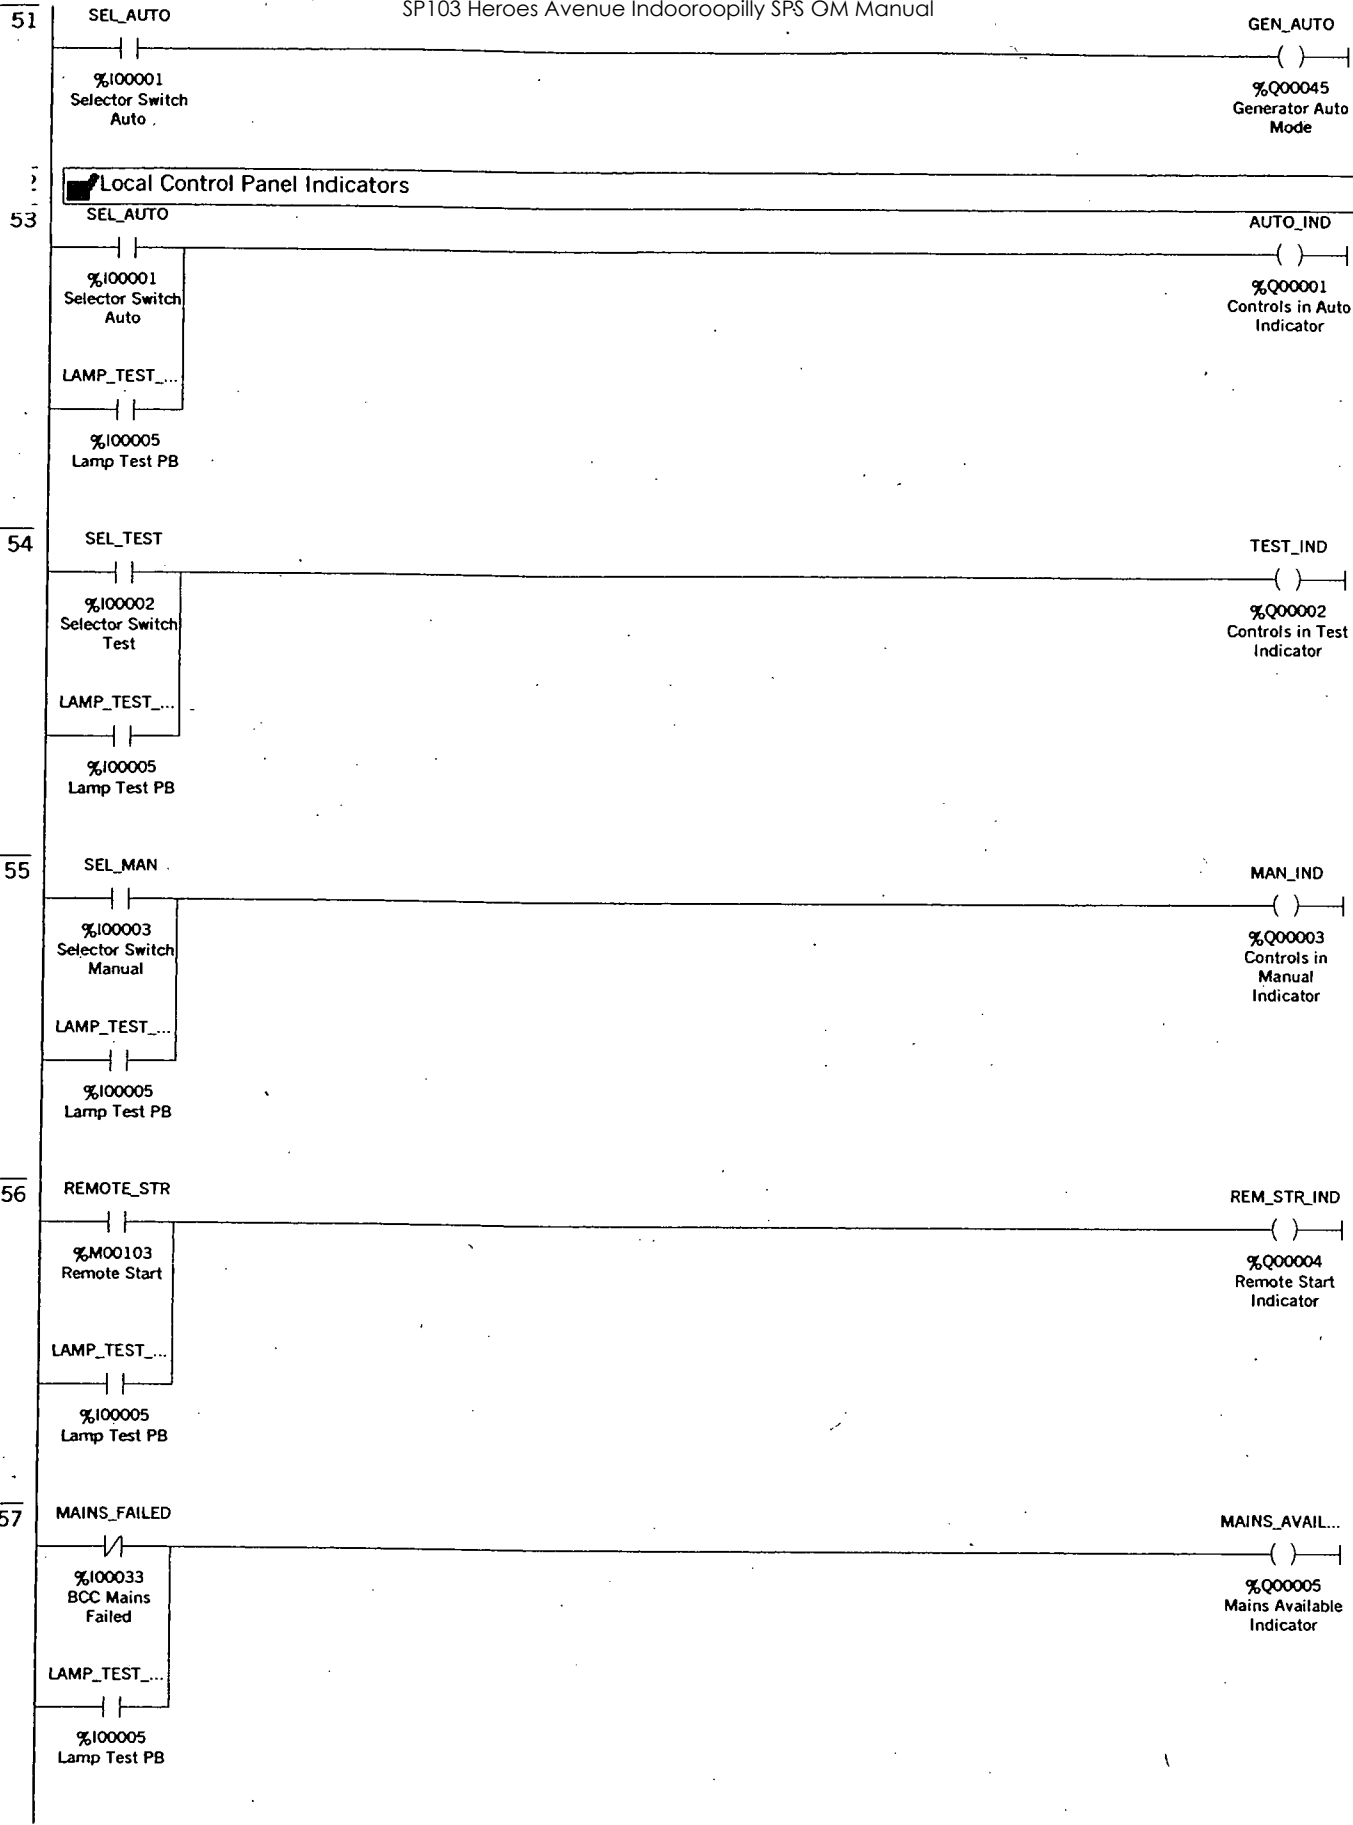 SP103 Heroes Avenue Indooroopilly SPS OM Manual
51
SEL_AUTO
GEN_AUTO
%I00001
Selector Switch
Auto
%Q00045
Generator Auto
Mode
Local Control Panel Indicators
53
SEL_AUTO
AUTO_IND
%I00001
Selector Switch
Auto
%Q00001
Controls in Auto
Indicator
LAMP_TEST_...
%I00005
Lamp Test PB
54
SEL_TEST
TEST_IND
%I00002
Selector Switch
Test
%Q00002
Controls in Test
Indicator
LAMP_TEST_...
%I00005
Lamp Test PB
55
SEL_MAN
MAN_IND
%I00003
Selector Switch
Manual
%Q00003
Controls in
Manual
Indicator
LAMP_TEST_...
%I00005
Lamp Test PB
56
REMOTE_STR
REM_STR_IND
%M00103
Remote Start
%Q00004
Remote Start
Indicator
LAMP_TEST_...
%I00005
Lamp Test PB
57
MAINS_FAILED
MAINS_AVAIL...
%I00033
BCC Mains
Failed
%Q00005
Mains Available
Indicator
LAMP_TEST_...
%I00005
Lamp Test PB